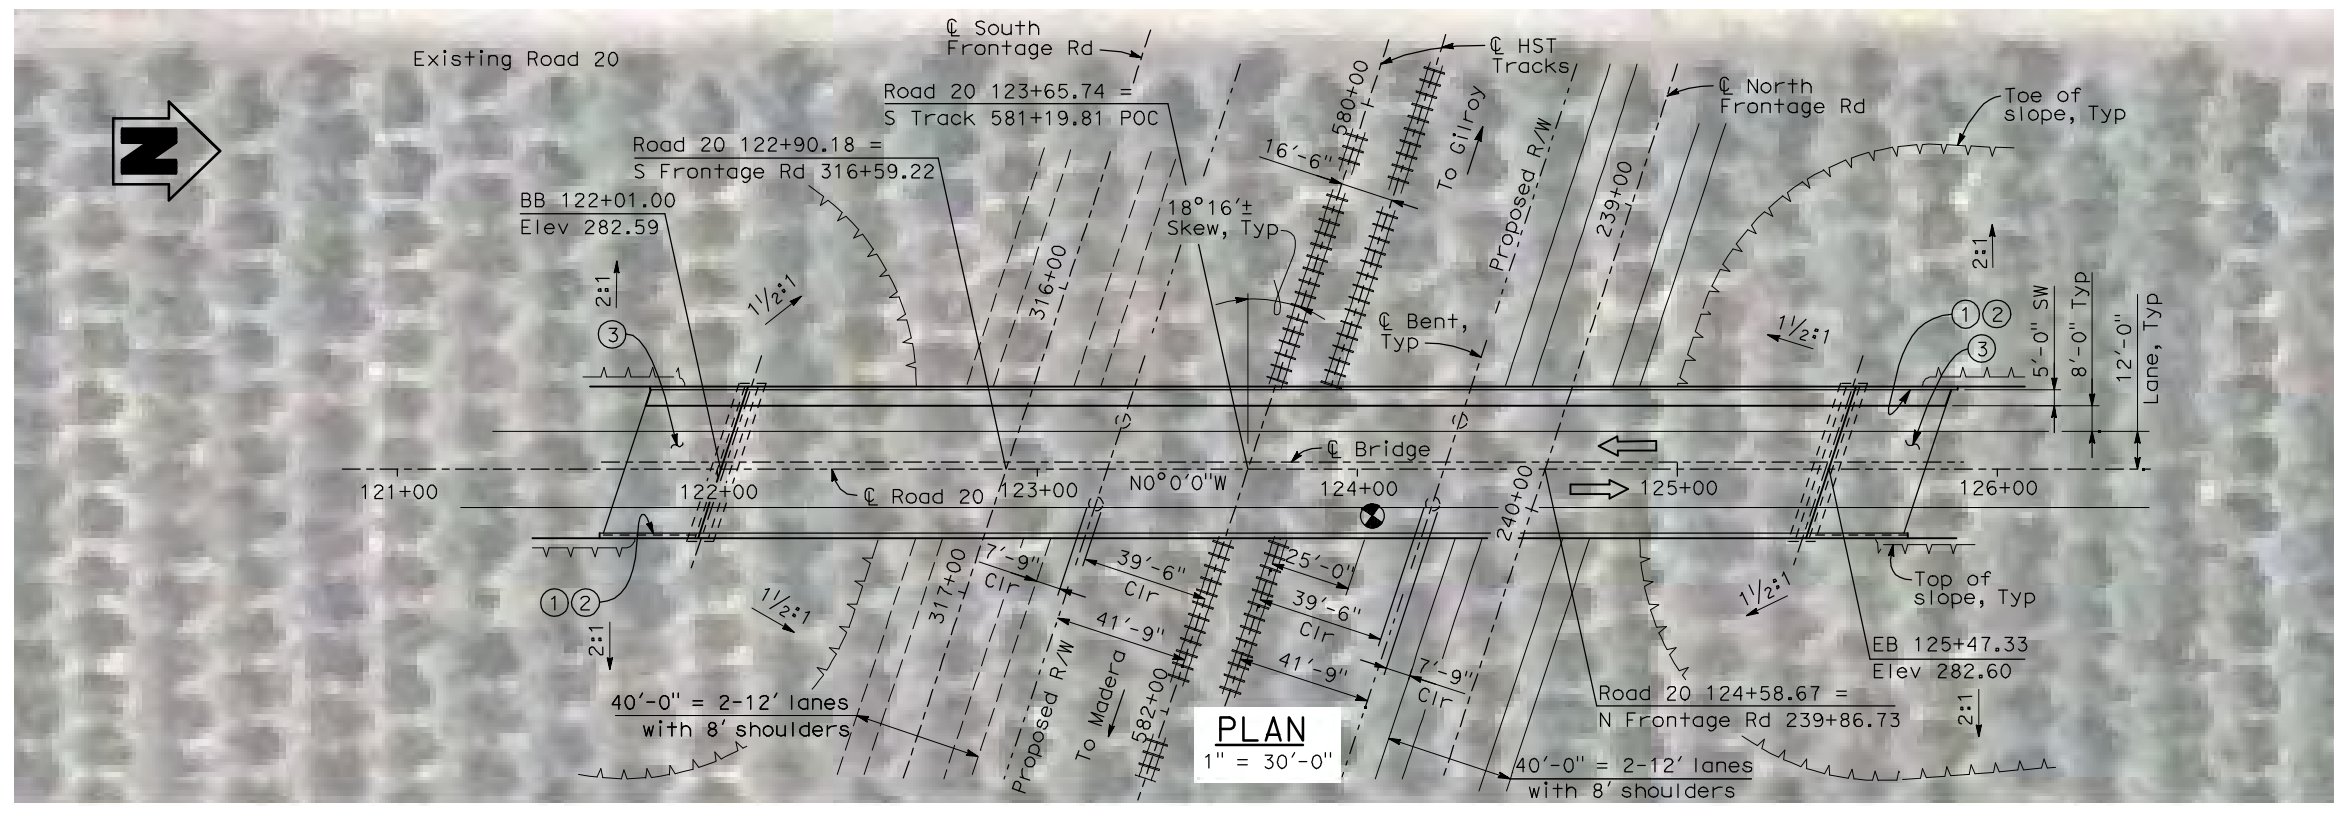 ℄ South
Frontage Rd
Existing Road 20
℄ HST
Tracks
Road 20 123+65.74 =
S Track 581+19.81 POC
℄ North
Frontage Rd
Toe of
slope, Typ
580+00
To Gilroy
Proposed R/W
239+00
N
Road 20 122+90.18 =
S Frontage Rd 316+59.22
16'-6"
BB 122+01.00
Elev 282.59
18°16'±
Skew, Typ
316+00
2:1
1½:1
2:1
3
℄ Bent,
Typ
1½:1
1 2
3
5'-0" SW
8'-0" Typ
12'-0"
Lane, Typ
℄ Bridge
121+00
122+00
℄ Road 20
123+00
N0°0'0"W
124+00
240+00
125+00
126+00
317+00
7'-9"
Clr
39'-6"
Clr
25'-0"
39'-6"
Clr
1½:1
1 2
2:1
41'-9"
41'-9"
7'-9"
Clr
1½:1
Top of
slope, Typ
EB 125+47.33
Elev 282.60
2:1
40'-0" = 2-12' lanes
with 8' shoulders
Proposed R/W
To Madera
582+00
Road 20 124+58.67 =
N Frontage Rd 239+86.73
PLAN
1" = 30'-0"
40'-0" = 2-12' lanes
with 8' shoulders